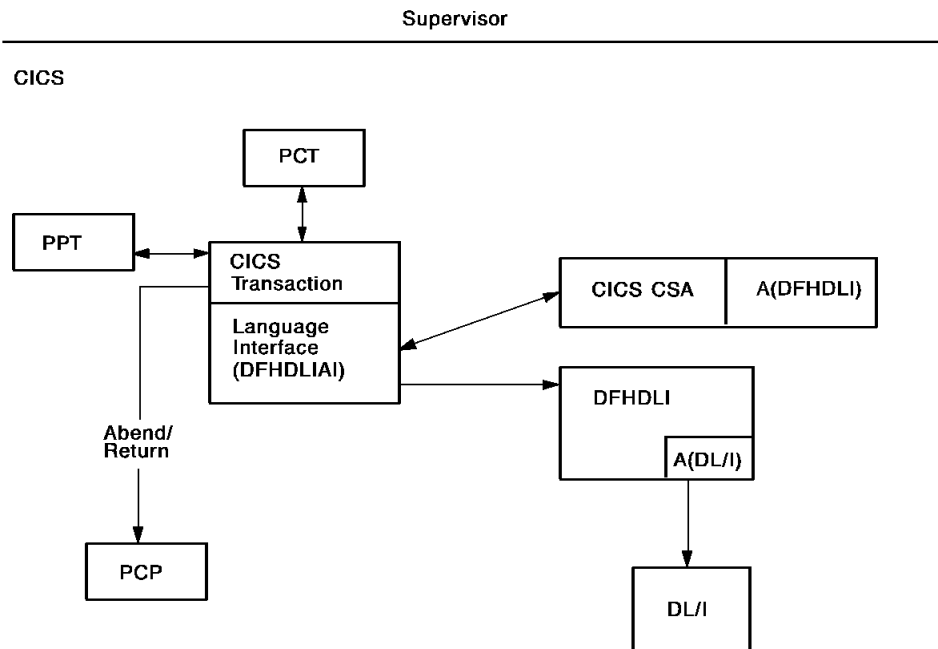 Supervisor
CICS
PCT
PPT
CICS
Transaction
CICS CSA
A(DFHDLI)
Language
Interface
(DFHDLIAI)
DFHDLI
Abend/
Return
A(DL/I)
PCP
DL/I